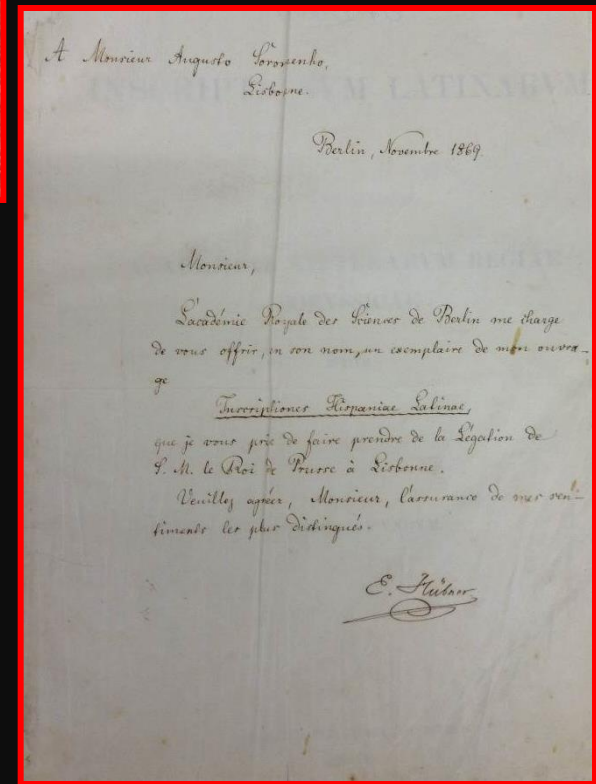 A Monsieur Augusto Soromenho,
Lisbonne.
Berlin, Novembre 1869.
Monsieur,
L'académie Royale des Sciences de Berlin me charge
de vous offrir, en son nom, un exemplaire de mon ouvra-
ge
Inscriptiones Hispaniae Latinae,
que je vous prie de faire prendre de la Légation de
S. M. le Roi de Prusse à Lisbonne.
Veuillez agréer, Monsieur, l'assurance de mes sen-
timents les plus distingués.
E. Hübner